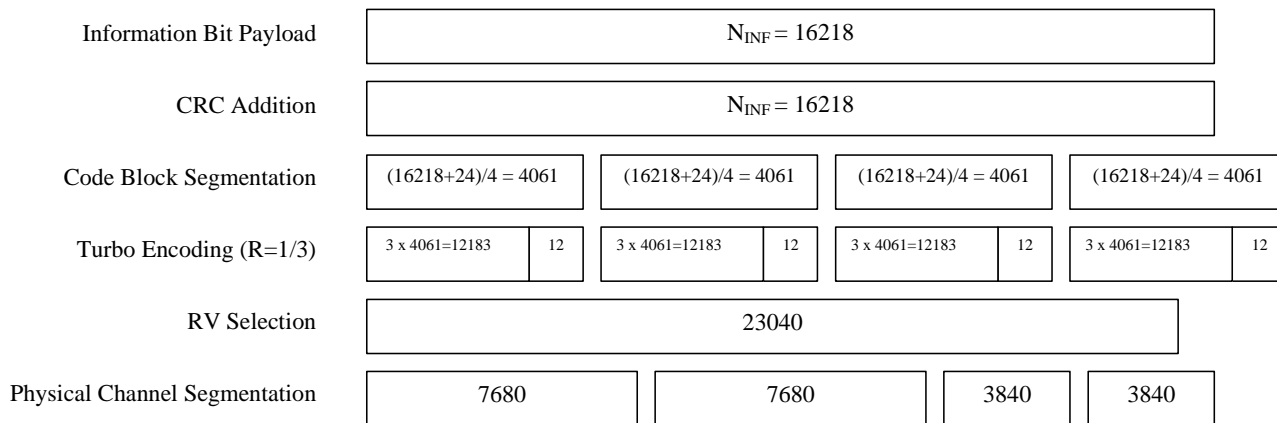 Information Bit Payload N_INF = 16218
CRC Addition N_INF = 16218
Code Block Segmentation (16218+24)/4 = 4061 (16218+24)/4 = 4061 (16218+24)/4 = 4061 (16218+24)/4 = 4061
Turbo Encoding (R=1/3) 3 x 4061=12183 12 3 x 4061=12183 12 3 x 4061=12183 12 3 x 4061=12183 12
RV Selection 23040
Physical Channel Segmentation 7680 7680 3840 3840